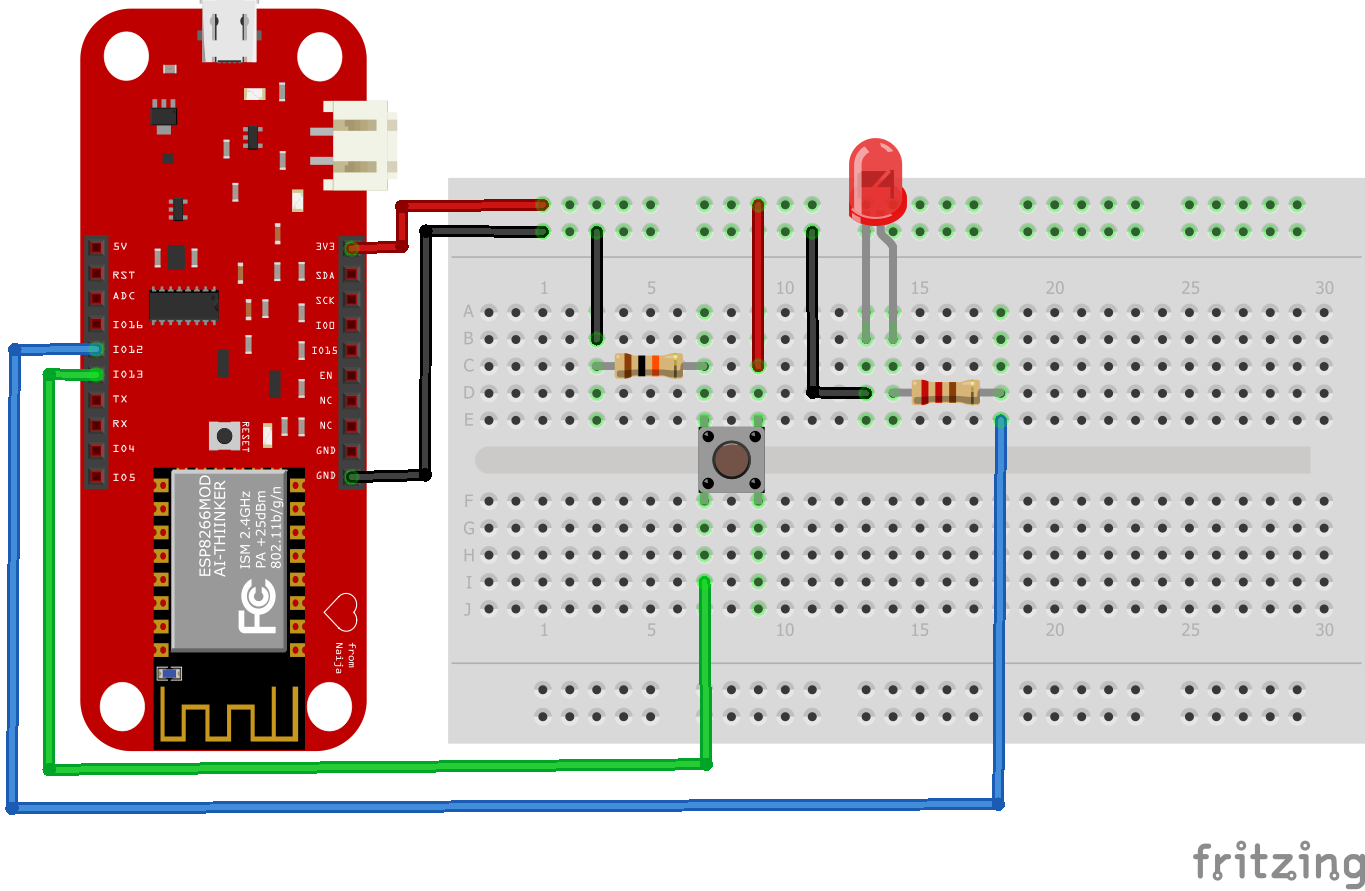 5V
RST
ADC
IO16
IO12
IO13
TX
RX
IO4
IO5
3V3
SDA
SCK
IO0
IO15
EN
NC
NC
GND
GND
RESET
ESP8266MOD
AI-THIINKER
ISM 2.4GHz
PA +25dBm
802.11b/g/n
FC
from
Naija
1 5 10 15 20 25 30
A
B
C
D
E
F
G
H
I
J
1 5 10 15 20 25 30
fritzing